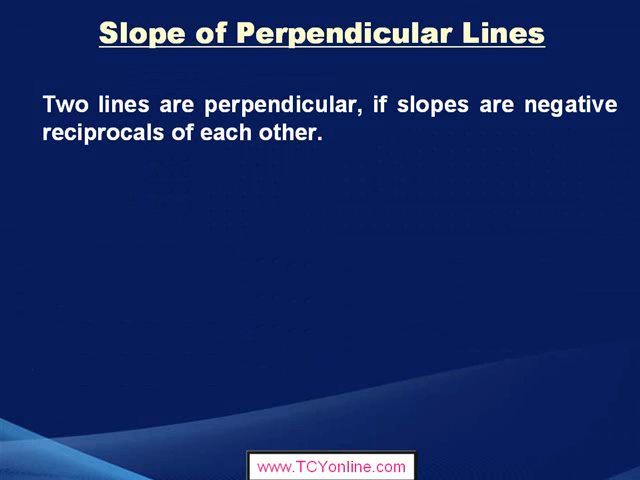 Slope of Perpendicular Lines
Two lines are perpendicular, if slopes are negative
reciprocals of each other.
www.TCYonline.com